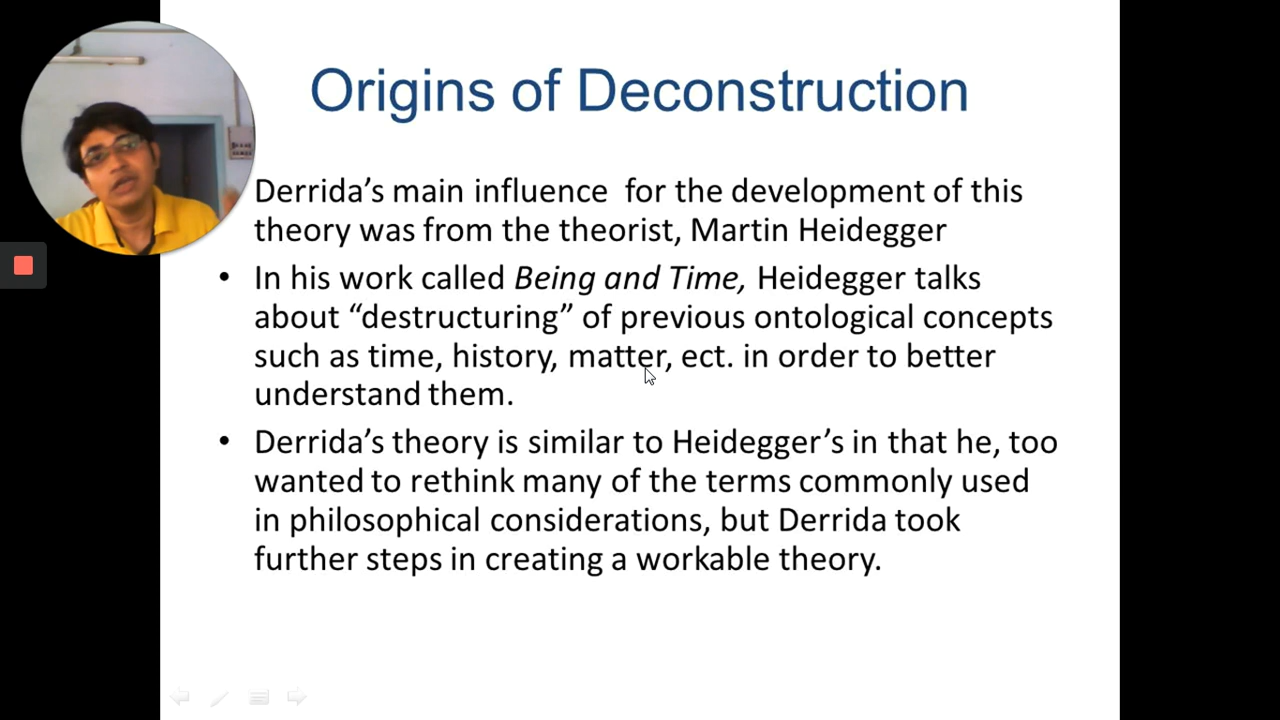 Origins of Deconstruction
Derrida’s main influence  for the development of this
theory was from the theorist, Martin Heidegger
• In his work called Being and Time, Heidegger talks
about “destructuring” of previous ontological concepts
such as time, history, matter, ect. in order to better
understand them.
• Derrida’s theory is similar to Heidegger’s in that he, too
wanted to rethink many of the terms commonly used
in philosophical considerations, but Derrida took
further steps in creating a workable theory.